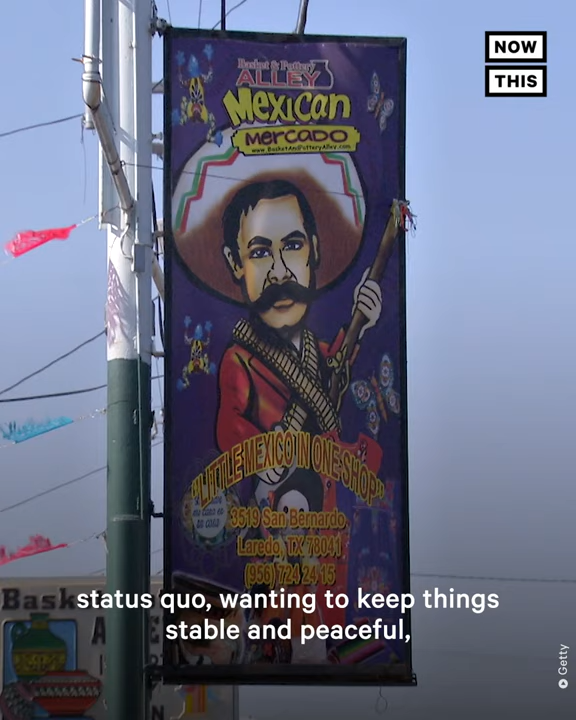 NOW
THIS
Basket & Pottery
ALLEY
Mexican
MERCADO
www.BasketAndPotteryAlley.com
"LITTLE MEXICO IN ONE SHOP"
3519 San Bernardo
Laredo, TX 78041
(956) 724 24 15
Bask
status quo, wanting to keep things
stable and peaceful,
Getty